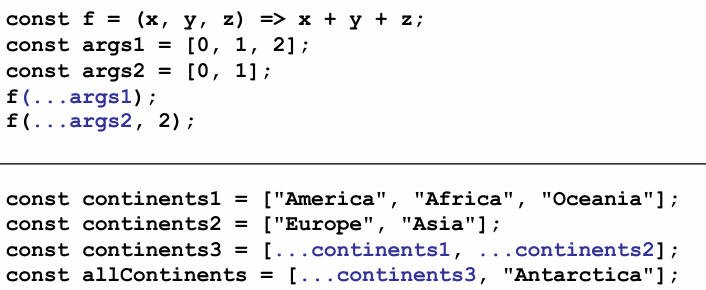 const f = (x, y, z) => x + y + z;
const args1 = [0, 1, 2];
const args2 = [0, 1];
f(...args1);
f(...args2, 2);
const continents1 = ["America", "Africa", "Oceania"];
const continents2 = ["Europe", "Asia"];
const continents3 = [...continents1, ...continents2];
const allContinents = [...continents3, "Antarctica"];